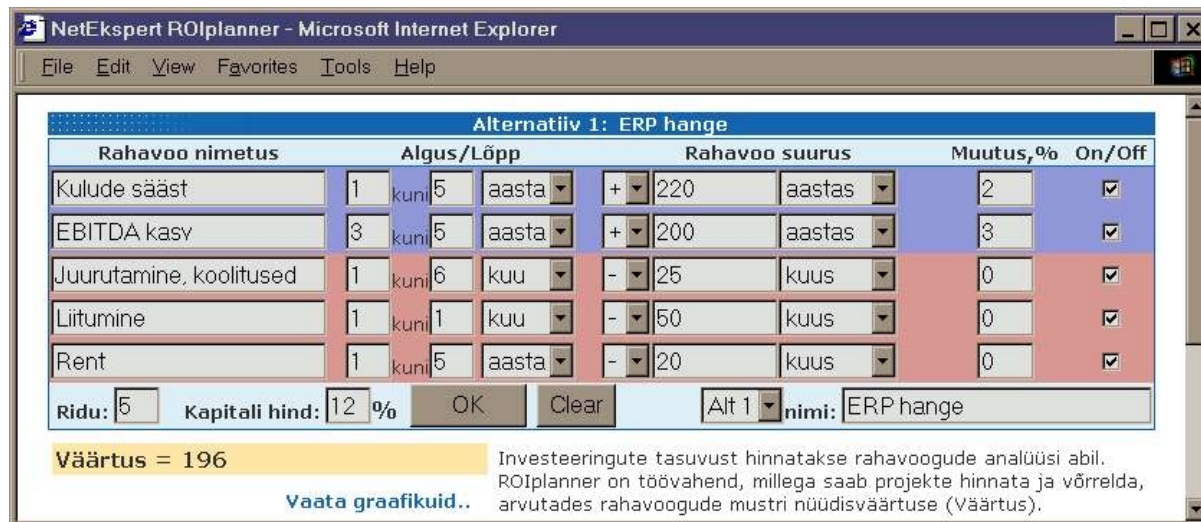 NetEkspert ROIplanner - Microsoft Internet Explorer
File Edit View Favorites Tools Help
Alternatiiv 1: ERP hange
Rahavoo nimetus Algus/Lõpp Rahavoo suurus Muutus,% On/Off
Kulude sääst 1 kuni 5 aasta + 220 aastas 2
EBITDA kasv 3 kuni 5 aasta + 200 aastas 3
Juurutamine, koolitused 1 kuni 6 kuu - 25 kuus 0
Liitumine 1 kuni 1 kuu - 50 kuus 0
Rent 1 kuni 5 aasta - 20 kuus 0
Ridu: 5 Kapitali hind: 12 % OK Clear Alt 1 nimi: ERP hange
Väärtus = 196
Vaata graafikuid..
Investeeringute tasuvust hinnatakse rahavoogude analüüsi abil.
ROIplanner on töövahend, millega saab projekte hinnata ja võrrelda,
arvutades rahavoogude mustri nüüdisväärtuse (Väärtus).